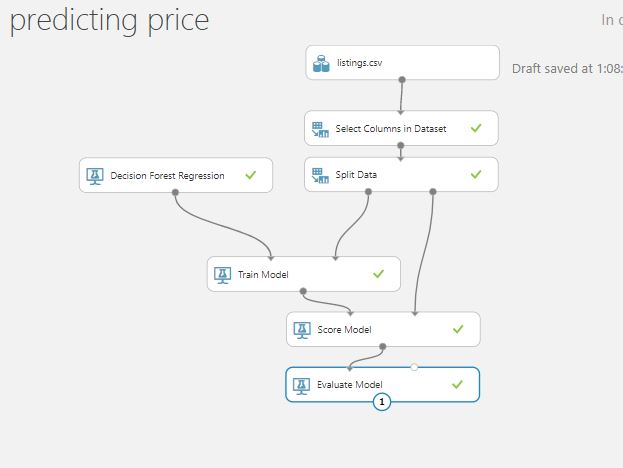 predicting price
In
Draft saved at 1:08:
listings.csv
Select Columns in Dataset
Decision Forest Regression
Split Data
Train Model
Score Model
Evaluate Model
1